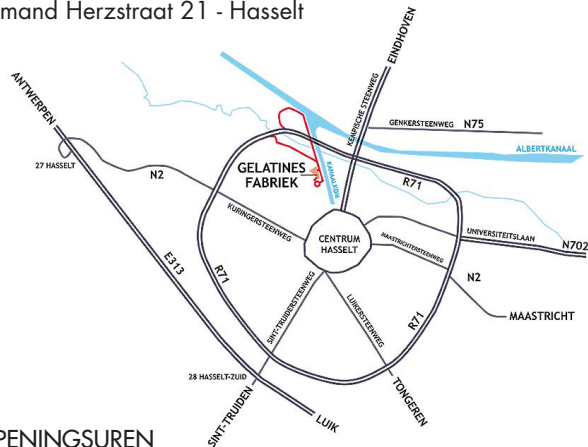 mand Herzstraat 21 - Hasselt
EINDHOVEN
ANTWERPEN
KEMPISCHE STEENWEG
GENKERSTEENWEG N75
ALBERTKANAAL
27 HASSELT
N2
GELATINES
FABRIEK
KANAALKOM
R71
KURINGERSTEENWEG
CENTRUM
HASSELT
UNIVERSITEITSLAAN
N702
MAASTRICHTERSTEENWEG
E313
R71
N2
SINT-TRUIDERSTEENWEG
LUIKERSTEENWEG
R71
MAASTRICHT
28 HASSELT-ZUID
SINT-TRUIDEN
LUIK
TONGEREN
PENINGSUREN